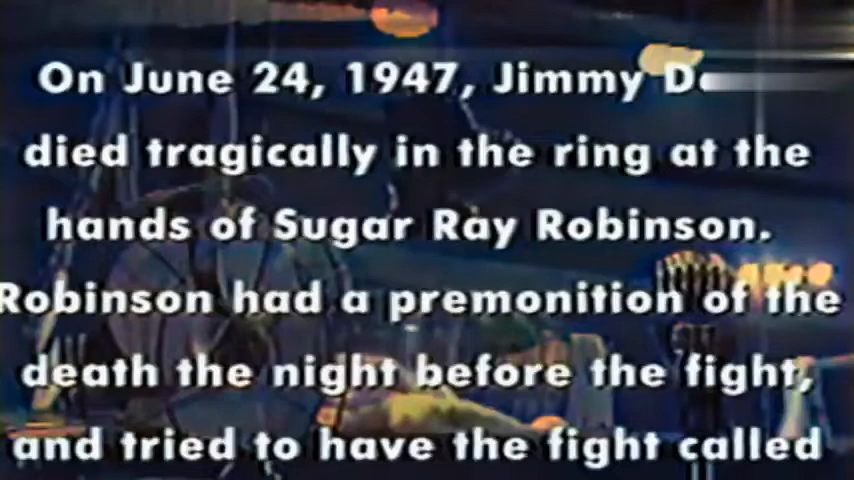 On June 24, 1947, Jimmy
died tragically in the ring at the
hands of Sugar Ray Robinson.
Robinson had a premonition of the
death the night before the fight,
and tried to have the fight called